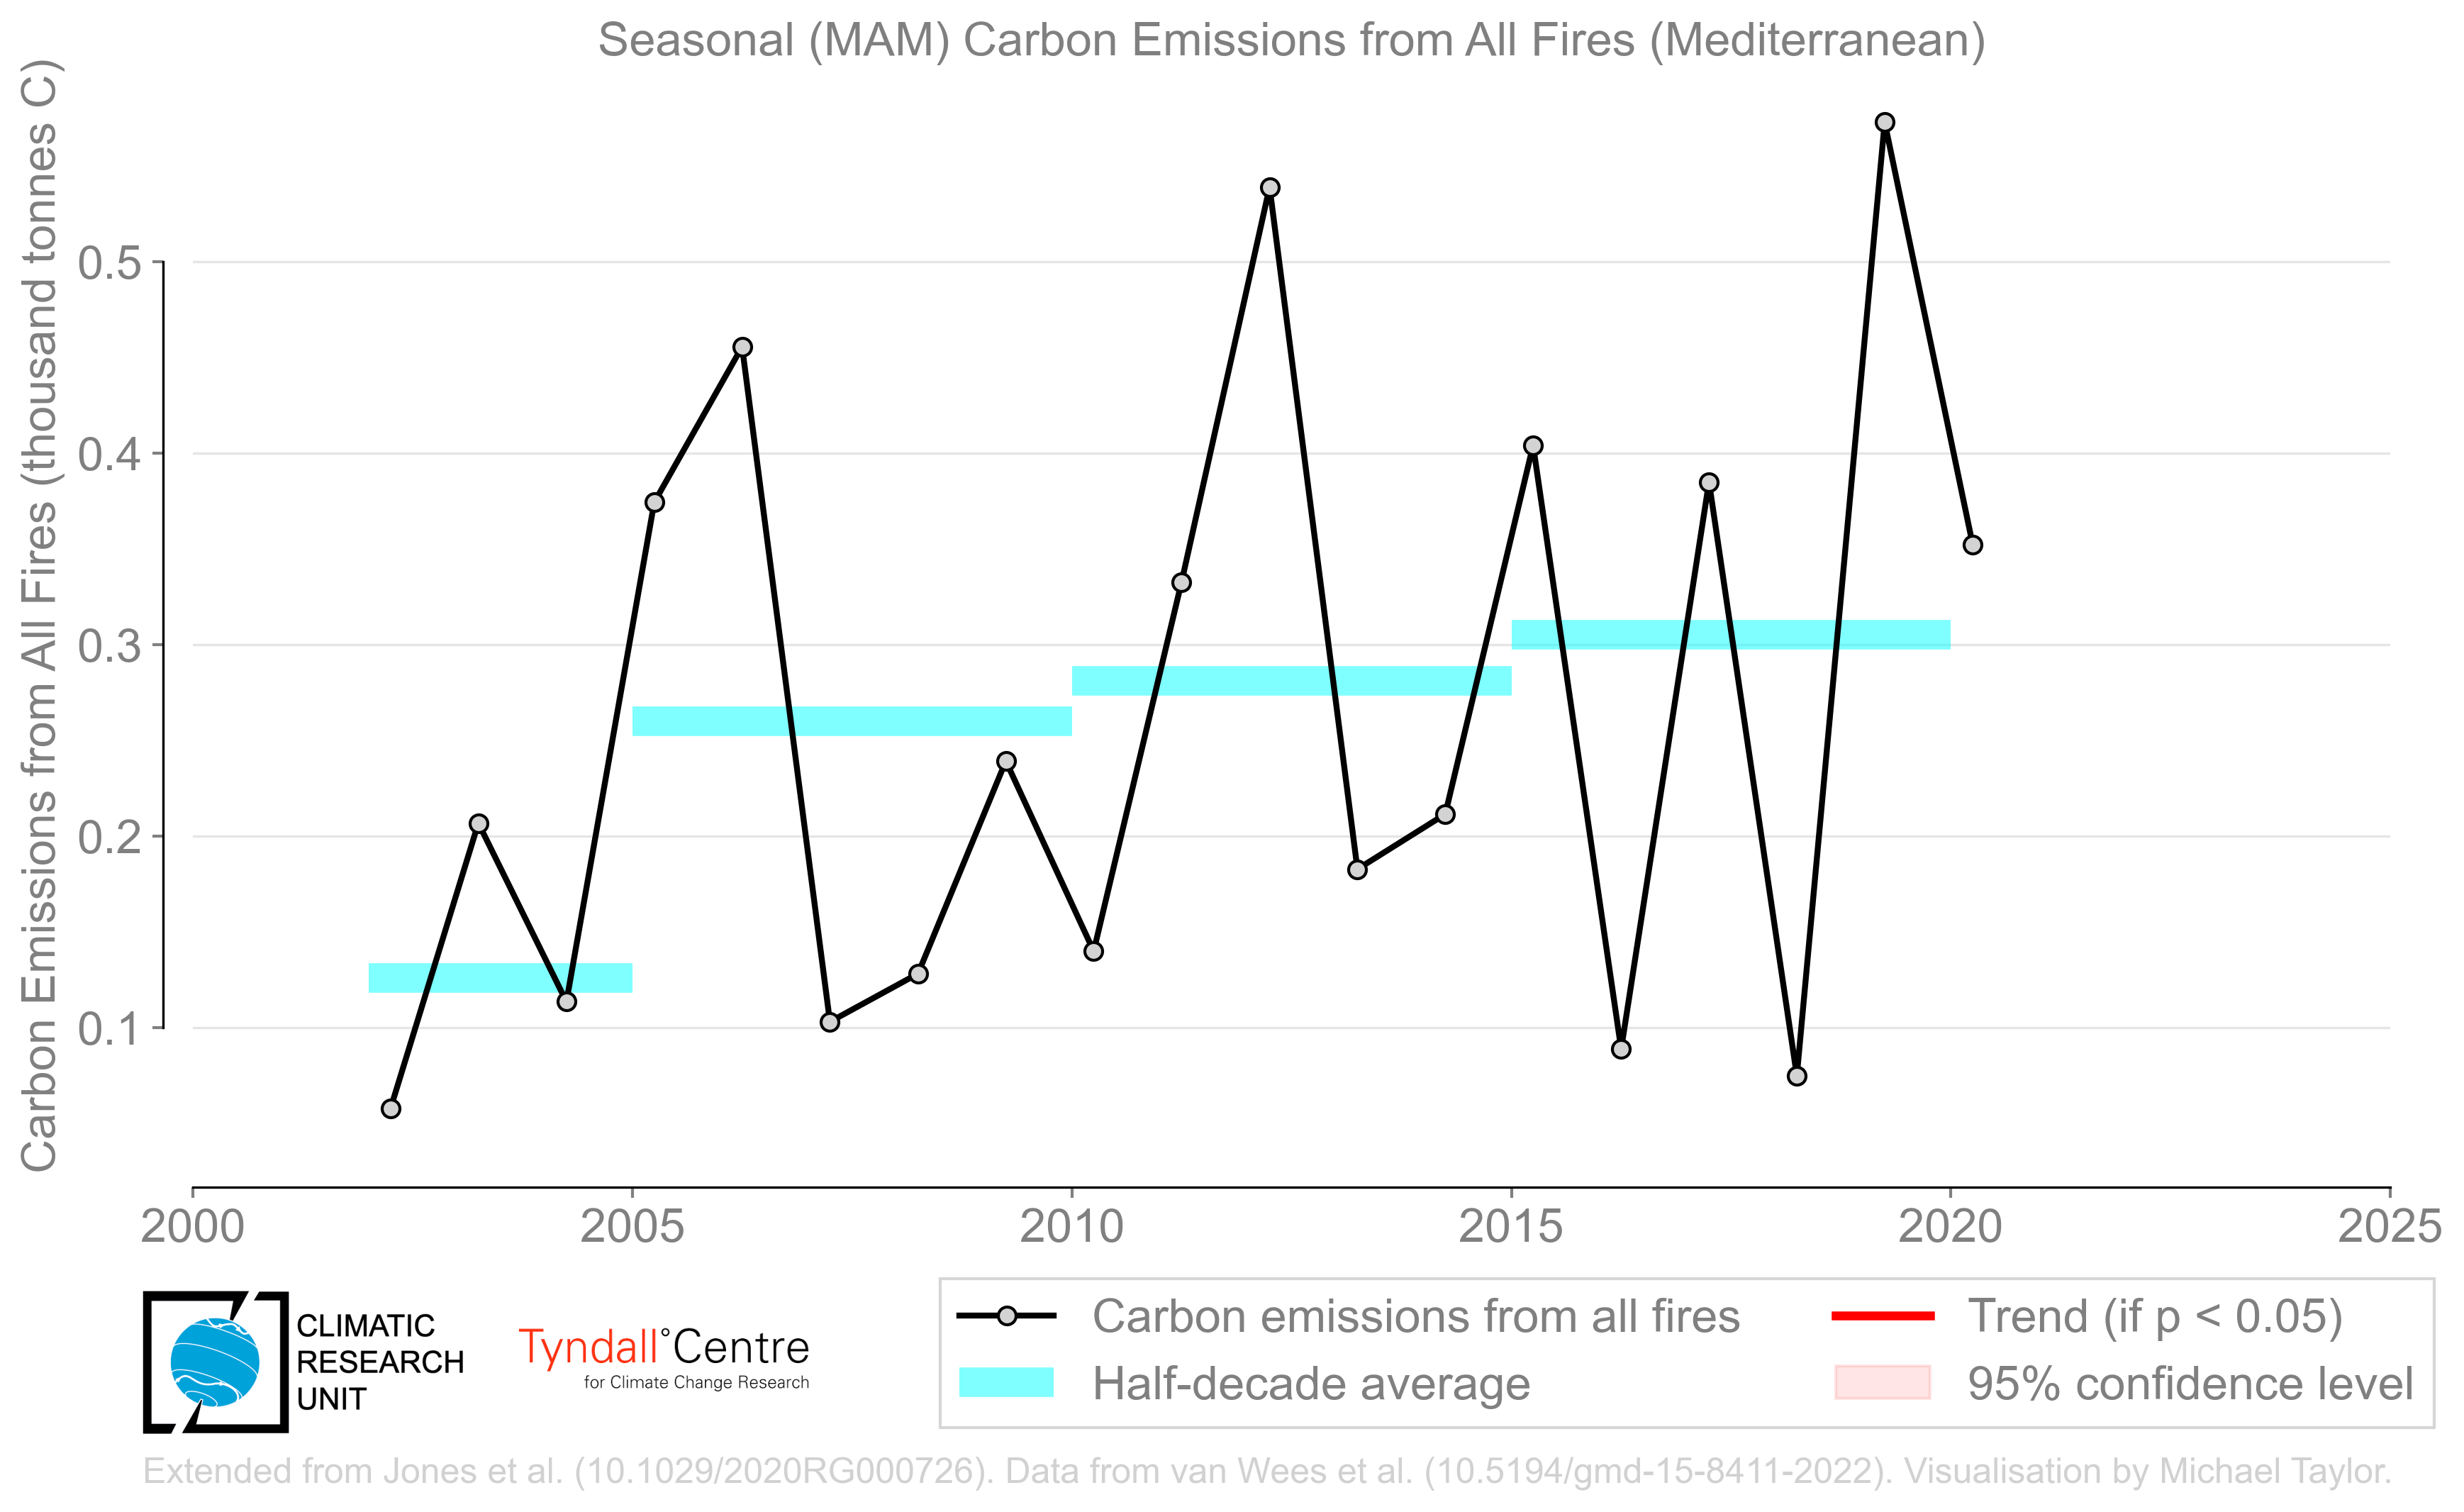 Seasonal (MAM) Carbon Emissions from All Fires (Mediterranean)
Carbon Emissions from All Fires (thousand tonnes C)
0.5
0.4
0.3
0.2
0.1
2000 2005 2010 2015 2020 2025
CLIMATIC
RESEARCH
UNIT
Tyndall°Centre
for Climate Change Research
Carbon emissions from all fires
Half-decade average
Trend (if p < 0.05)
95% confidence level
Extended from Jones et al. (10.1029/2020RG000726). Data from van Wees et al. (10.5194/gmd-15-8411-2022). Visualisation by Michael Taylor.